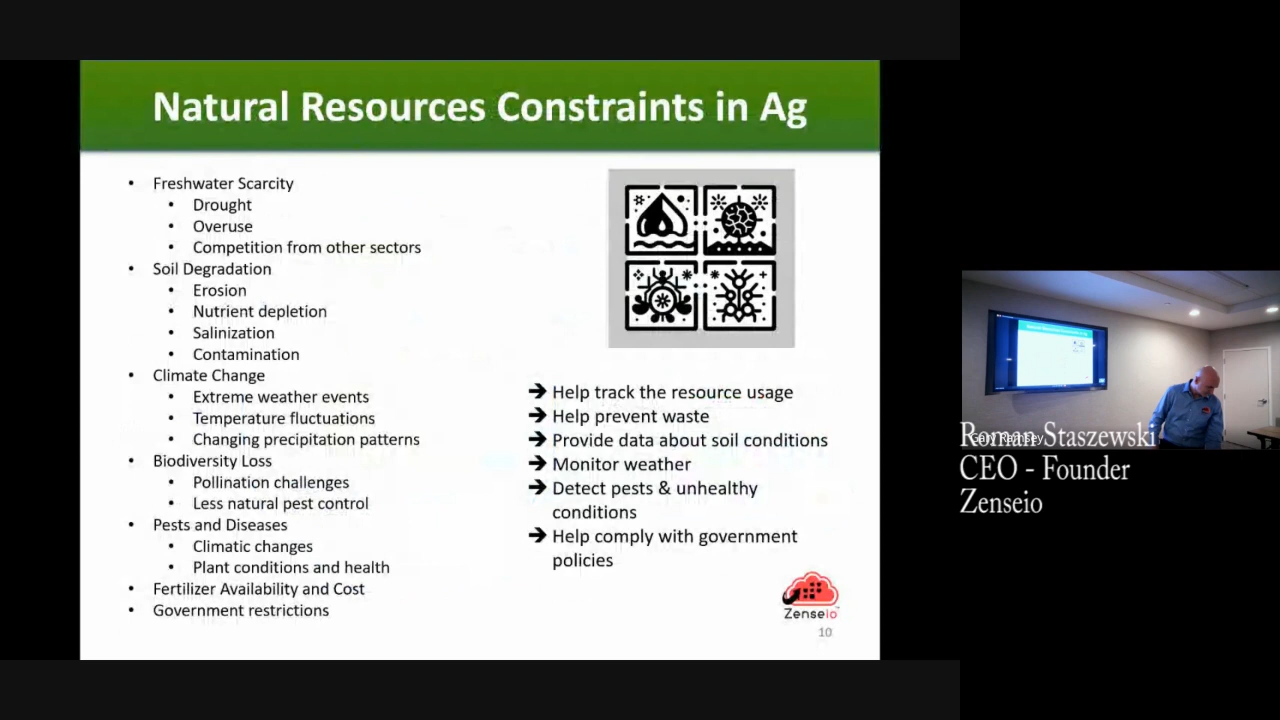 Natural Resources Constraints in Ag
• Freshwater Scarcity
• Drought
• Overuse
• Competition from other sectors
• Soil Degradation
• Erosion
• Nutrient depletion
• Salinization
• Contamination
• Climate Change
• Extreme weather events
• Temperature fluctuations
• Changing precipitation patterns
• Biodiversity Loss
• Pollination challenges
• Less natural pest control
• Pests and Diseases
• Climatic changes
• Plant conditions and health
• Fertilizer Availability and Cost
• Government restrictions
➔ Help track the resource usage
➔ Help prevent waste
➔ Provide data about soil conditions
➔ Monitor weather
➔ Detect pests & unhealthy
conditions
➔ Help comply with government
policies
Zenseio
10
Roman Staszewski
CEO - Founder
Zenseio